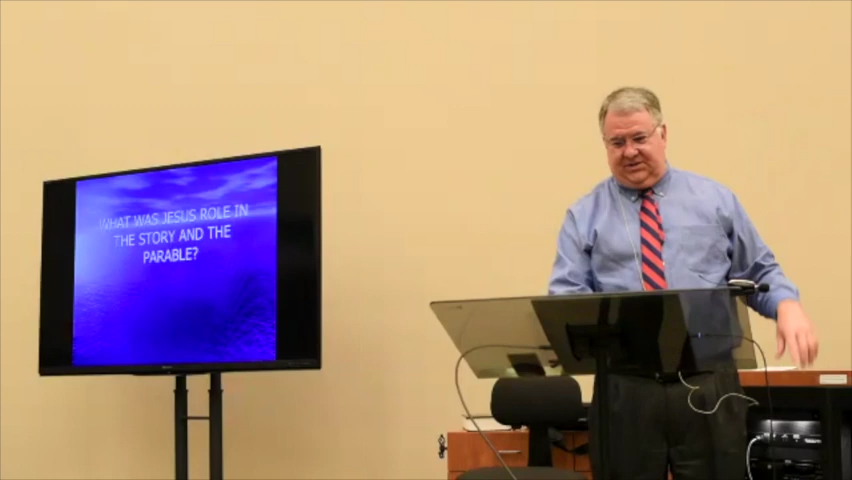 WHAT WAS JESUS ROLE IN
THE STORY AND THE
PARABLE?